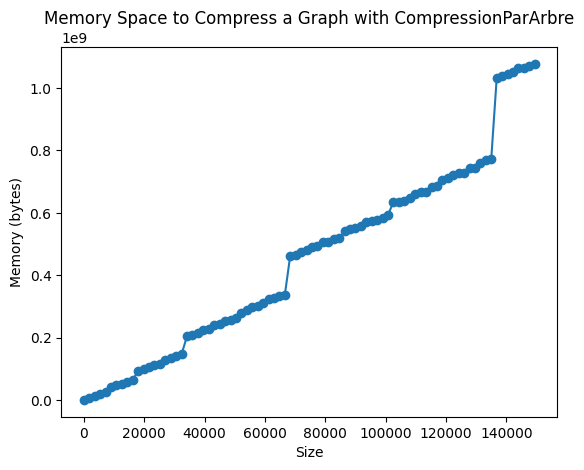 Memory Space to Compress a Graph with CompressionParArbre
1e9
1.0
0.8
0.6
0.4
0.2
0.0
Memory (bytes)
0 20000 40000 60000 80000 100000 120000 140000
Size